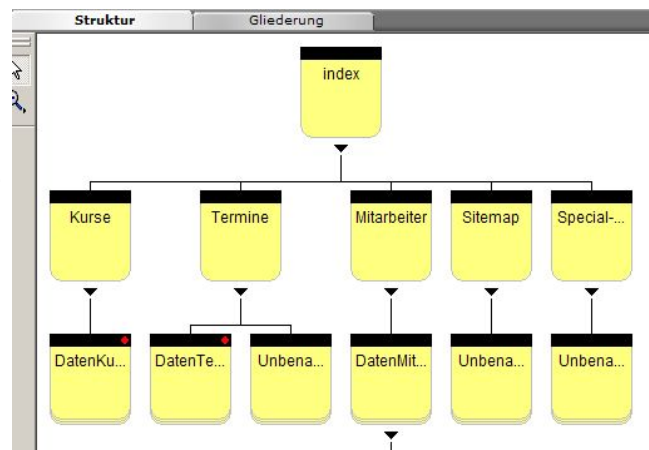 Struktur Gliederung
index
Kurse Termine Mitarbeiter Sitemap Special-...
DatenKu... DatenTe... Unbena... DatenMit... Unbena... Unbena...